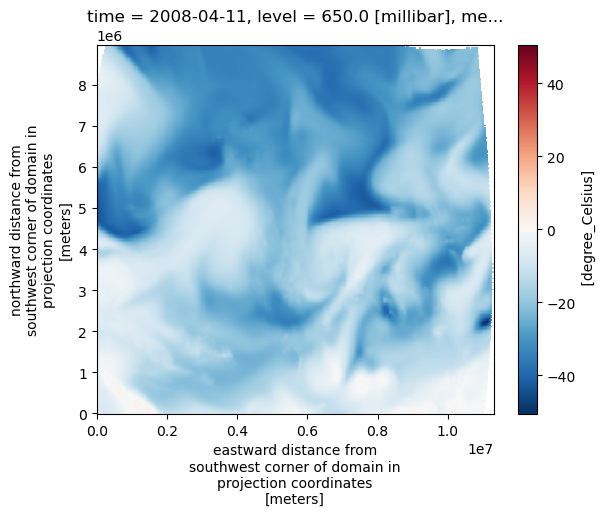 time = 2008-04-11, level = 650.0 [millibar], me...
1e6
8
7
6
5
4
3
2
1
0
northward distance from
southwest corner of domain in
projection coordinates
[meters]
0.0
0.2
0.4
0.6
0.8
1.0
1e7
eastward distance from
southwest corner of domain in
projection coordinates
[meters]
40
20
0
−20
−40
[degree_Celsius]